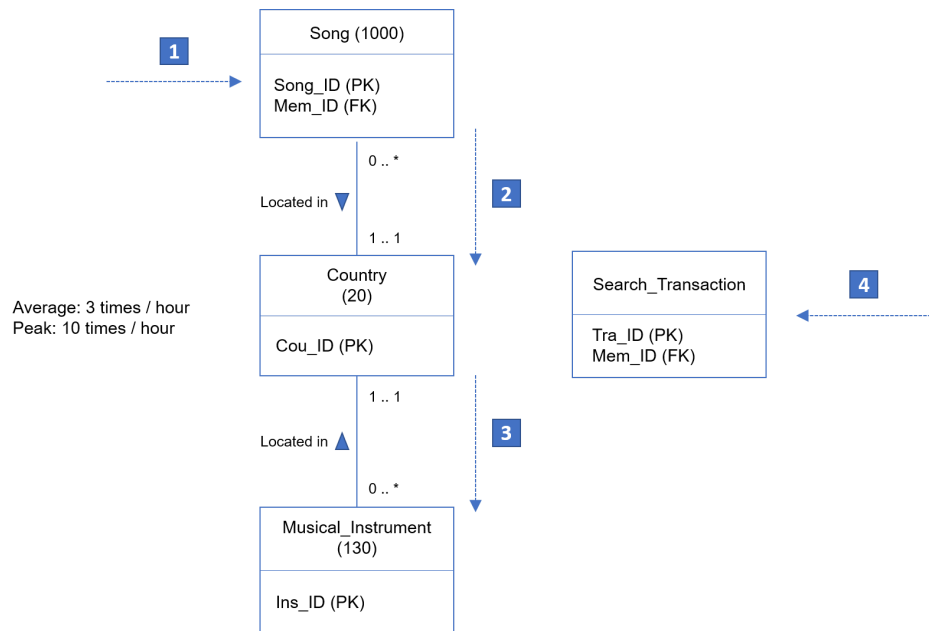 Song (1000)
1
Song_ID (PK)
Mem_ID (FK)
0 .. *
Located in
2
1 .. 1
Country
(20)
Search_Transaction
4
Average: 3 times / hour
Peak: 10 times / hour
Cou_ID (PK)
Tra_ID (PK)
Mem_ID (FK)
1 .. 1
Located in
3
0 .. *
Musical_Instrument
(130)
Ins_ID (PK)